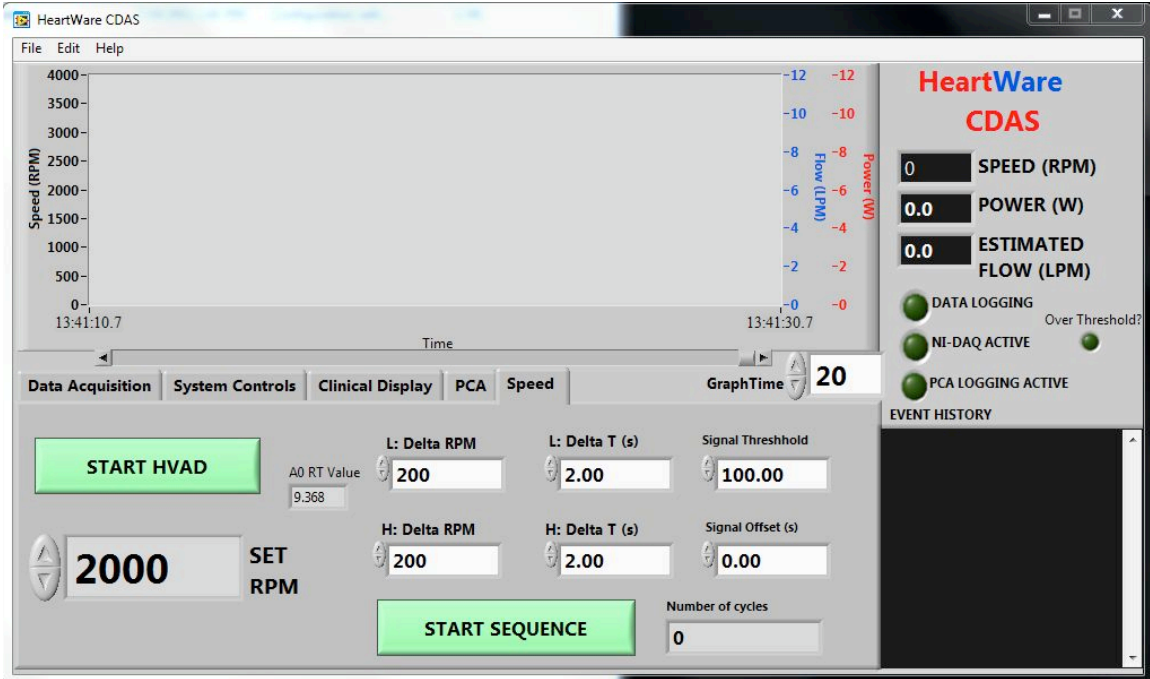 HeartWare CDAS
File Edit Help
4000
3500
3000
2500
2000
1500
1000
500
0
Speed (RPM)
12
10
8
6
4
2
0
Flow (LPM)
12
10
8
6
4
2
0
Power (W)
13:41:10.7
13:41:30.7
Time
HeartWare
CDAS
0 SPEED (RPM)
0.0 POWER (W)
0.0 ESTIMATED
FLOW (LPM)
DATA LOGGING
Over Threshold?
NI-DAQ ACTIVE
PCA LOGGING ACTIVE
EVENT HISTORY
Data Acquisition System Controls Clinical Display PCA Speed
GraphTime 20
START HVAD
A0 RT Value
9.368
L: Delta RPM
200
L: Delta T (s)
2.00
Signal Threshhold
100.00
2000 SET
RPM
H: Delta RPM
200
H: Delta T (s)
2.00
Signal Offset (s)
0.00
START SEQUENCE
Number of cycles
0